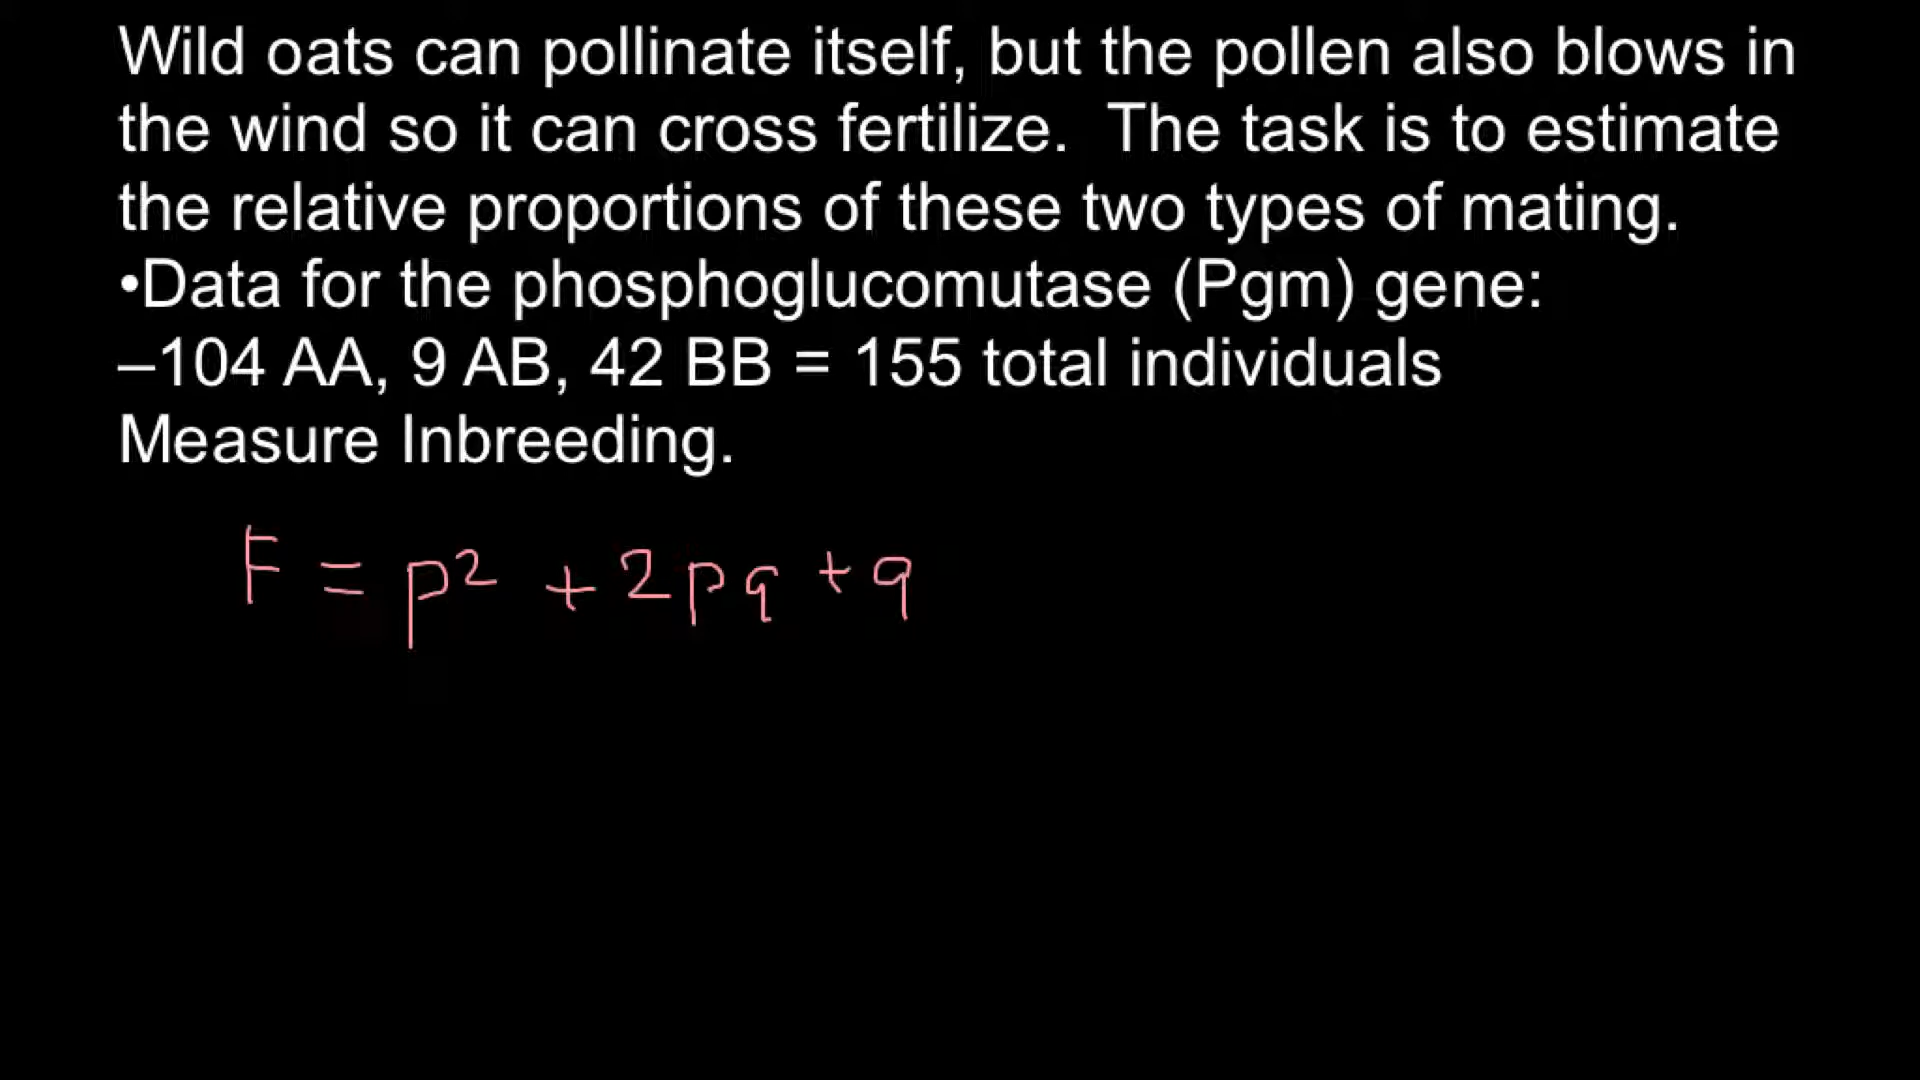 Wild oats can pollinate itself, but the pollen also blows in
the wind so it can cross fertilize.  The task is to estimate
the relative proportions of these two types of mating.
•Data for the phosphoglucomutase (Pgm) gene:
–104 AA, 9 AB, 42 BB = 155 total individuals
Measure Inbreeding.
F = p² + 2pq + q